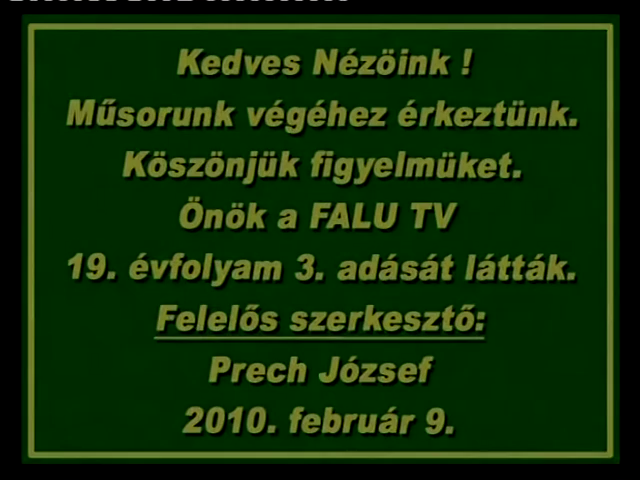 Kedves Nézöink !
Műsorunk végéhez érkeztünk.
Köszönjük figyelmüket.
Önök a FALU TV
19. évfolyam 3. adását látták.
Felelős szerkesztő:
Prech József
2010. február 9.